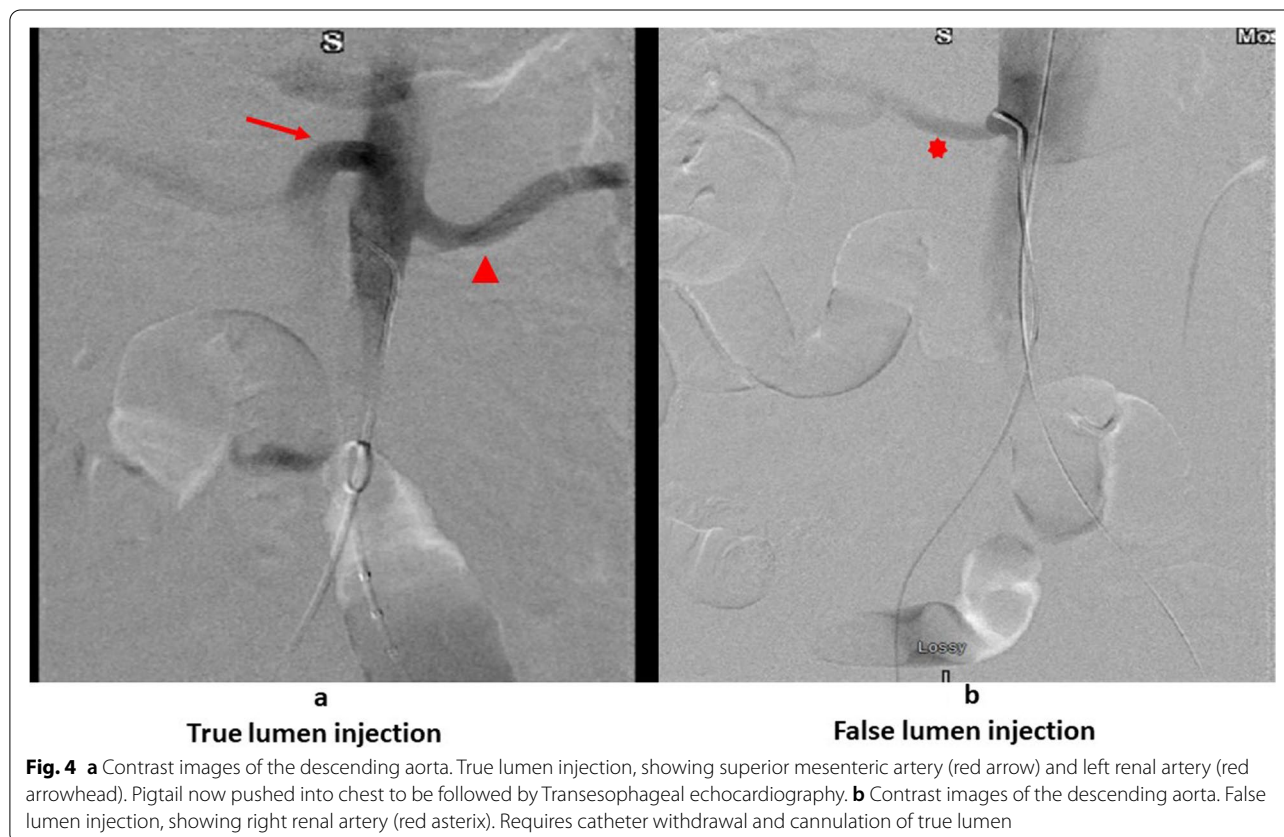 S
S
Mos
Lossy
I
a
b
True lumen injection
False lumen injection
Fig. 4 a Contrast images of the descending aorta. True lumen injection, showing superior mesenteric artery (red arrow) and left renal artery (red
arrowhead). Pigtail now pushed into chest to be followed by Transesophageal echocardiography. b Contrast images of the descending aorta. False
lumen injection, showing right renal artery (red asterix). Requires catheter withdrawal and cannulation of true lumen